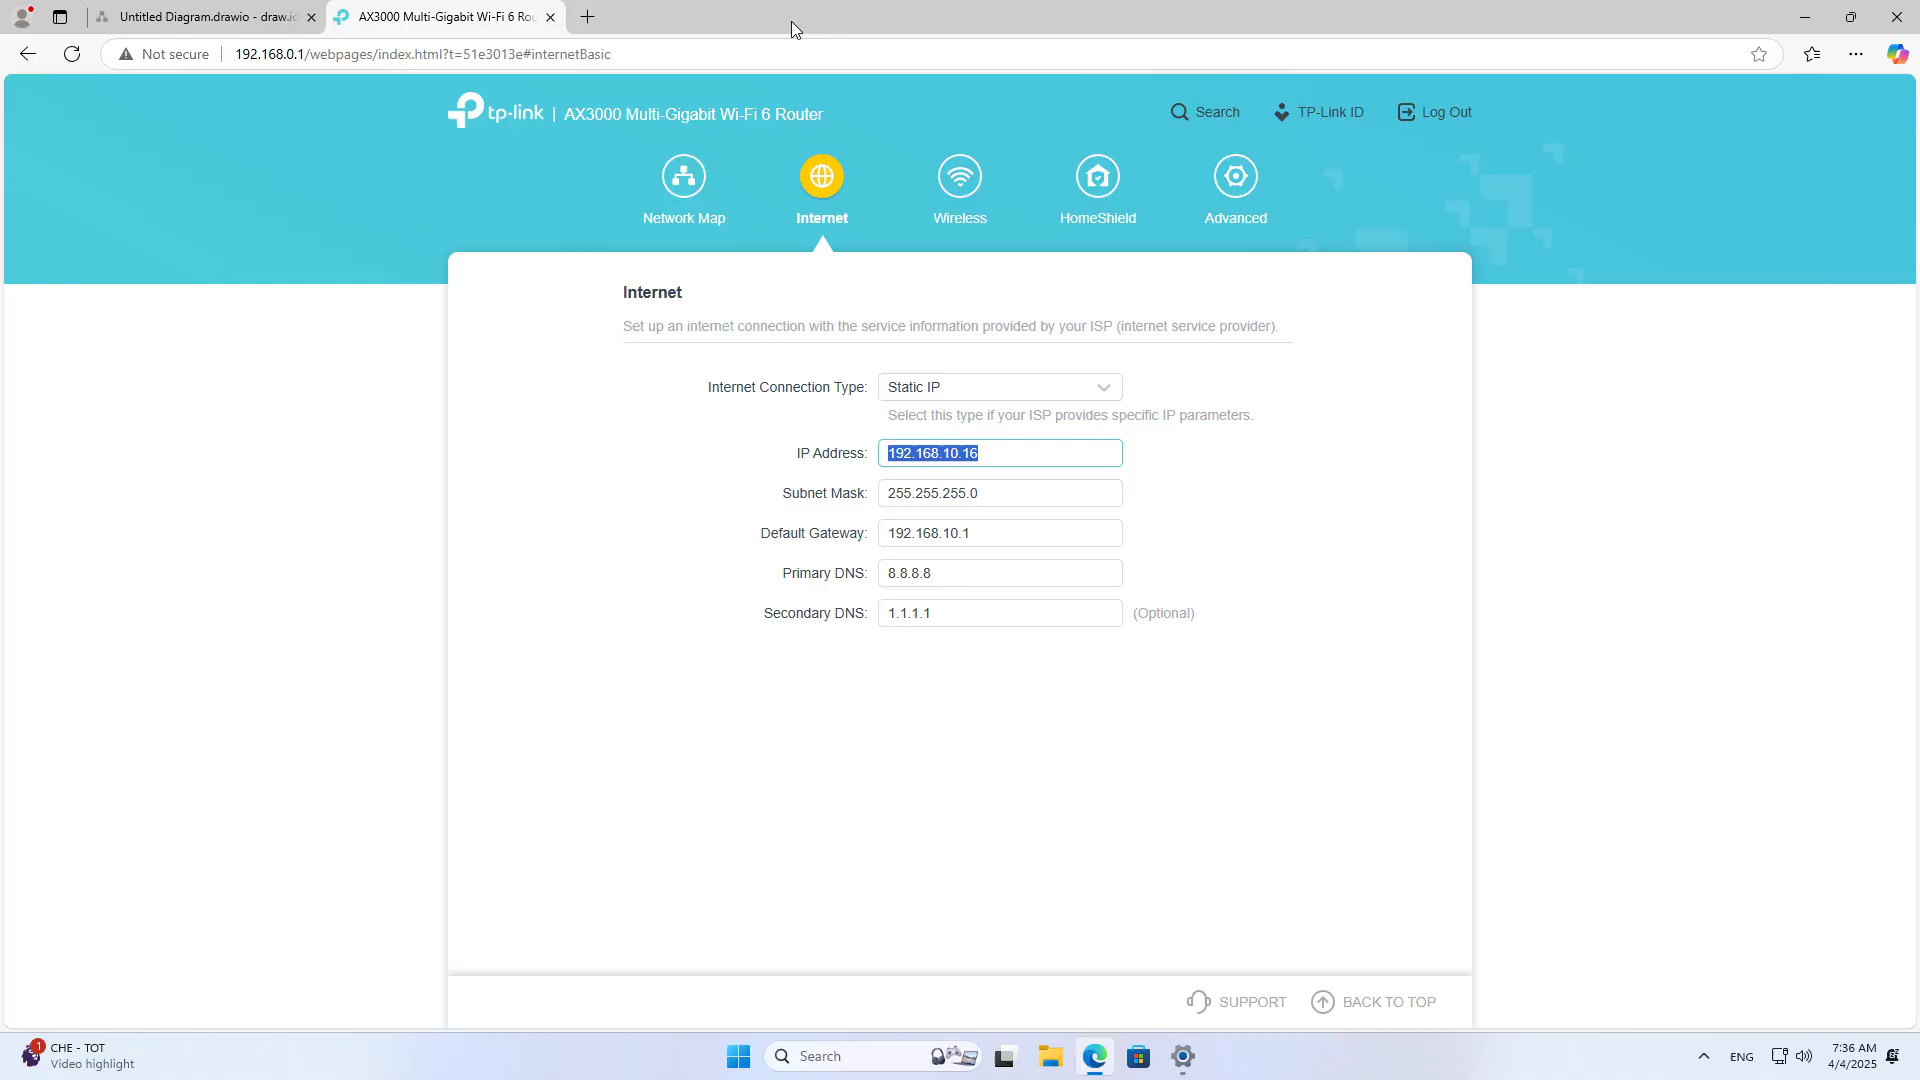 Untitled Diagram.drawio - draw.io
AX3000 Multi-Gigabit Wi-Fi 6 Rou
Not secure
192.168.0.1/webpages/index.html?t=51e3013e#internetBasic
tp-link | AX3000 Multi-Gigabit Wi-Fi 6 Router
Search
TP-Link ID
Log Out
Network Map
Internet
Wireless
HomeShield
Advanced
Internet
Set up an internet connection with the service information provided by your ISP (internet service provider).
Internet Connection Type: Static IP
Select this type if your ISP provides specific IP parameters.
IP Address: 192.168.10.16
Subnet Mask: 255.255.255.0
Default Gateway: 192.168.10.1
Primary DNS: 8.8.8.8
Secondary DNS: 1.1.1.1 (Optional)
SUPPORT
BACK TO TOP
1
CHE - TOT
Video highlight
Search
ENG
7:36 AM
4/4/2025